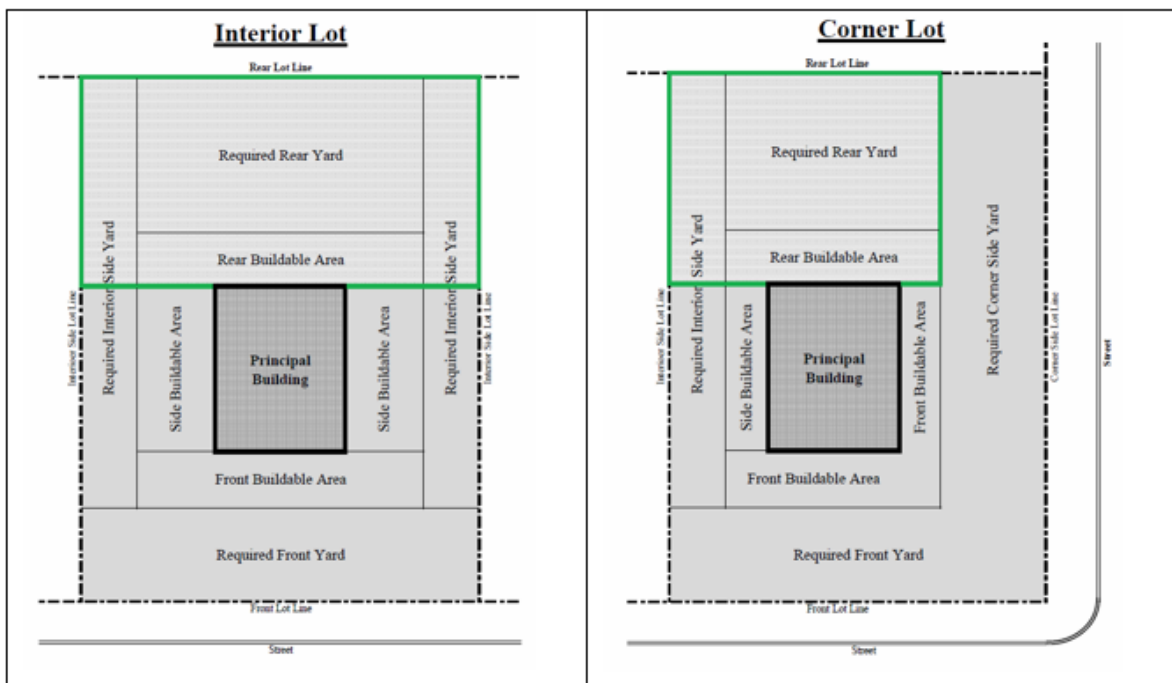 Interior Lot
Rear Lot Line
Required Rear Yard
Rear Buildable Area
Required Interior Side Yard
Required Interior Side Yard
Interioer Side Lot Line
Interior Side Lot Line
Side Buildable Area
Side Buildable Area
Principal
Building
Front Buildable Area
Required Front Yard
Front Lot Line
Street
Corner Lot
Rear Lot Line
Required Rear Yard
Rear Buildable Area
Required Interior Side Yard
Required Corner Side Yard
Interioer Side Lot Line
Corner Side Lot Line
Street
Side Buildable Area
Front Buildable Area
Principal
Building
Front Buildable Area
Required Front Yard
Front Lot Line
Street